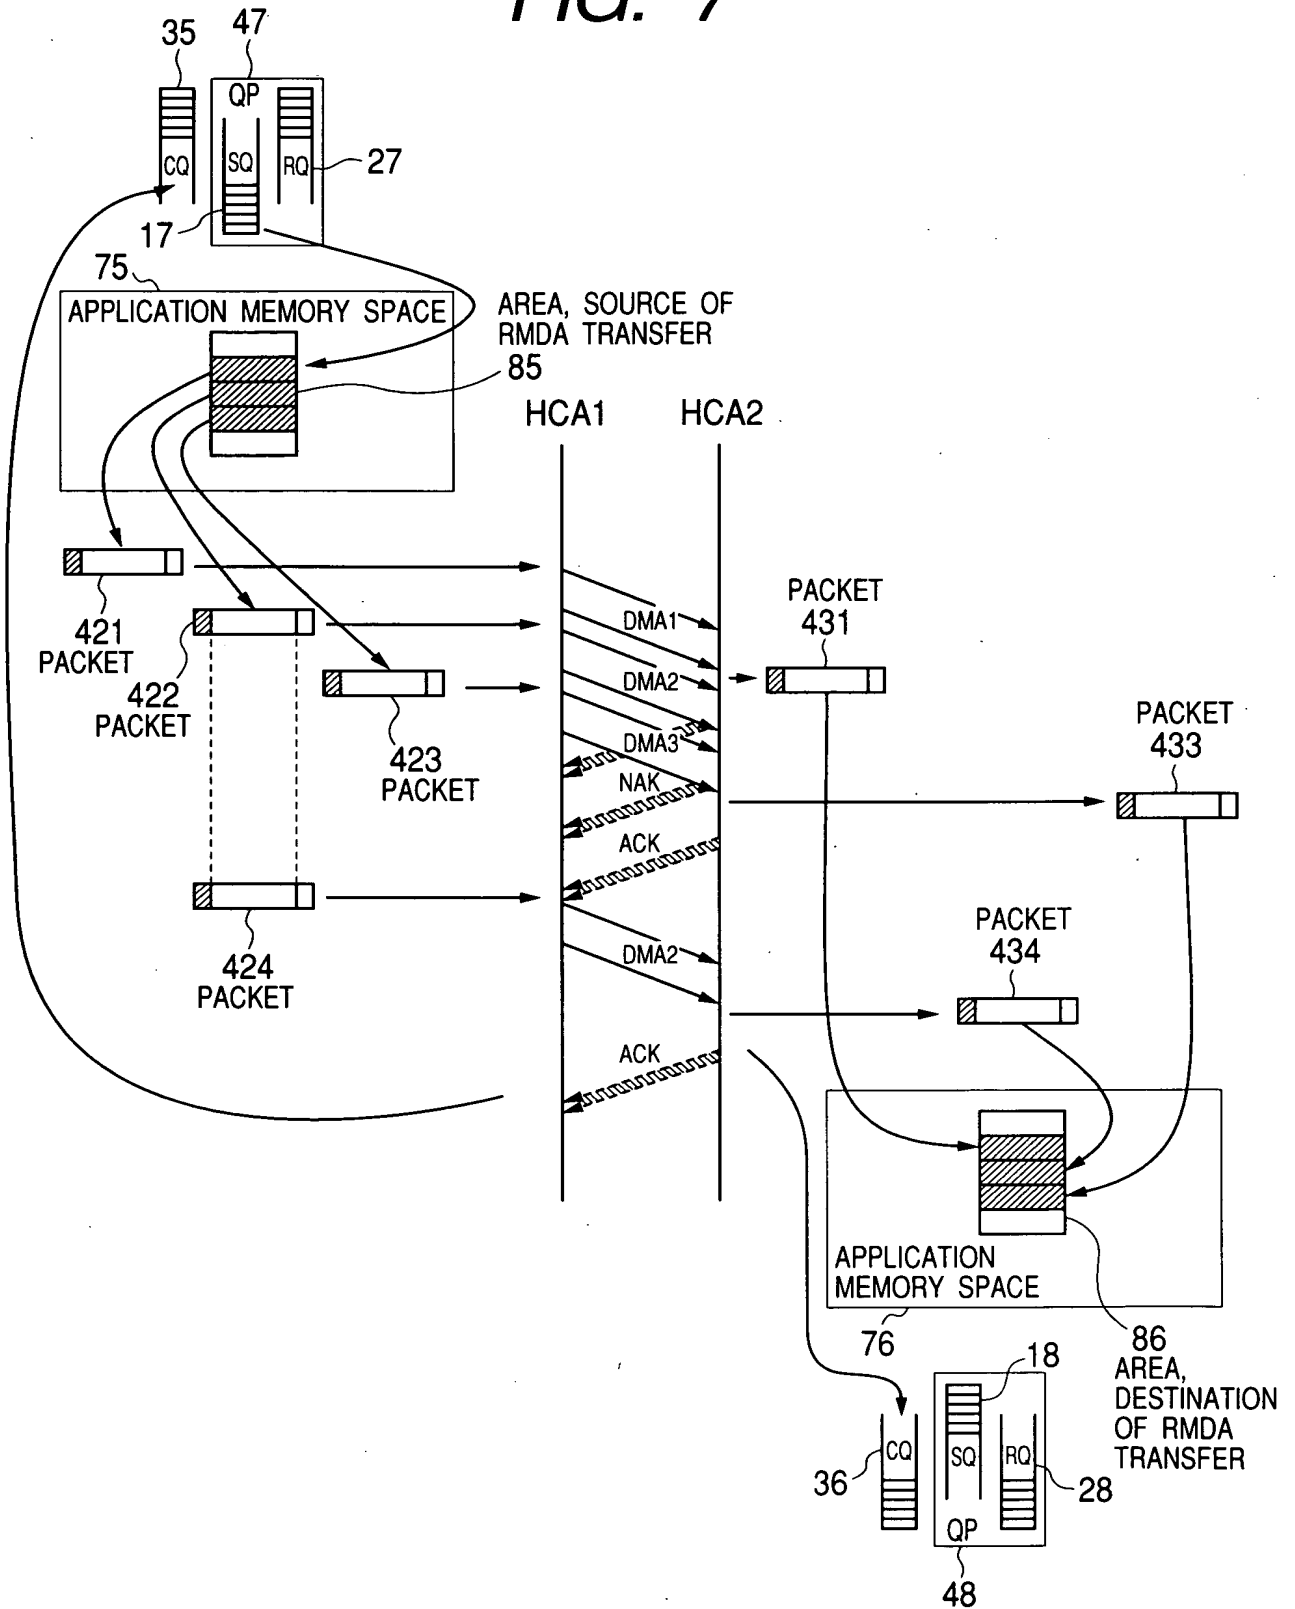 35
47
QP
CQ
SQ
RQ
27
17
75
APPLICATION MEMORY SPACE
AREA, SOURCE OF
RMDA TRANSFER
85
HCA1
HCA2
421
PACKET
422
PACKET
423
PACKET
DMA1
DMA2
DMA3
NAK
ACK
PACKET
431
PACKET
433
424
PACKET
DMA2
PACKET
434
ACK
APPLICATION
MEMORY SPACE
76
86
AREA,
DESTINATION
OF RMDA
TRANSFER
18
CQ
SQ
RQ
36
28
QP
48